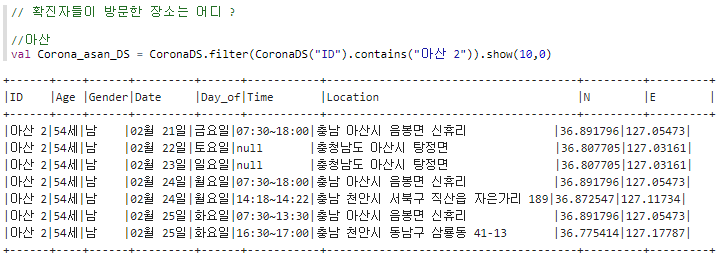 // 확진자들이 방문한 장소는 어디 ?
//아산
val Corona_asan_DS = CoronaDS.filter(CoronaDS("ID").contains("아산 2")).show(10,0)
+------+----+------+----------+------+-----------+---------------------------------+---------+---------+
|ID    |Age |Gender|Date      |Day_of|Time       |Location                         |N        |E        |
+------+----+------+----------+------+-----------+---------------------------------+---------+---------+
|아산 2|54세|남    |02월 21일|금요일|07:30~18:00|충남 아산시 음봉면 신휴리            |36.891796|127.05473|
|아산 2|54세|남    |02월 22일|토요일|null       |충청남도 아산시 탕정면               |36.807705|127.03161|
|아산 2|54세|남    |02월 23일|일요일|null       |충청남도 아산시 탕정면               |36.807705|127.03161|
|아산 2|54세|남    |02월 24일|월요일|07:30~18:00|충남 아산시 음봉면 신휴리            |36.891796|127.05473|
|아산 2|54세|남    |02월 24일|월요일|14:18~14:22|충남 천안시 서북구 직산읍 자은가리 189|36.872547|127.11734|
|아산 2|54세|남    |02월 25일|화요일|07:30~13:30|충남 아산시 음봉면 신휴리            |36.891796|127.05473|
|아산 2|54세|남    |02월 25일|화요일|16:30~17:00|충남 천안시 동남구 삼룡동 41-13      |36.775414|127.17787|
+------+----+------+----------+------+-----------+---------------------------------+---------+---------+